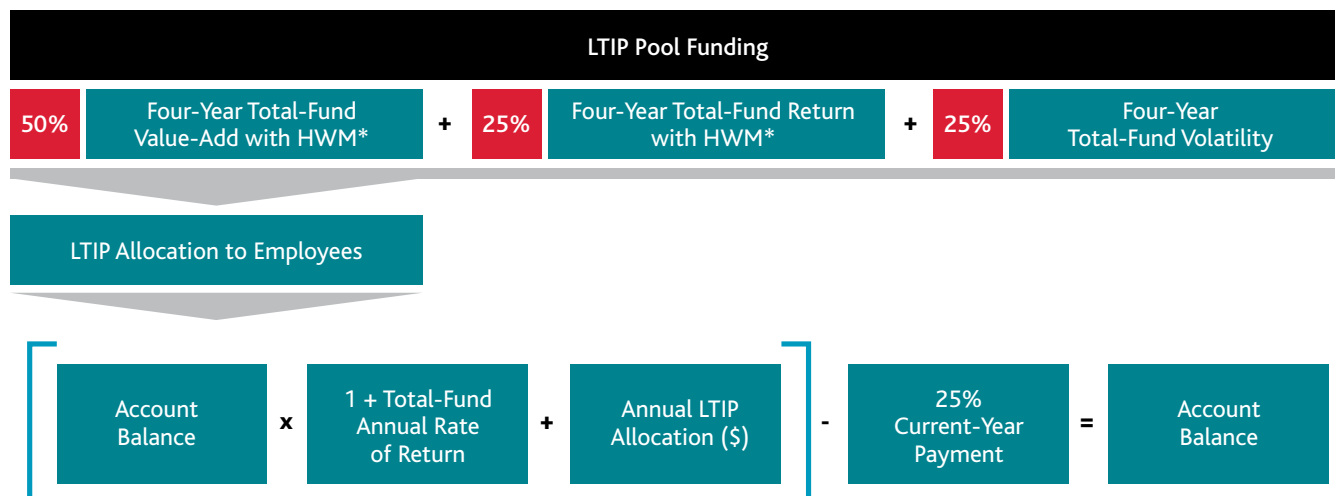 LTIP Pool Funding
50%
Four-Year Total-Fund
Value-Add with HWM*
+
25%
Four-Year Total-Fund Return
with HWM*
+
25%
Four-Year
Total-Fund Volatility
LTIP Allocation to Employees
Account
Balance
x
1 + Total-Fund
Annual Rate
of Return
+
Annual LTIP
Allocation ($)
-
25%
Current-Year
Payment
=
Account
Balance